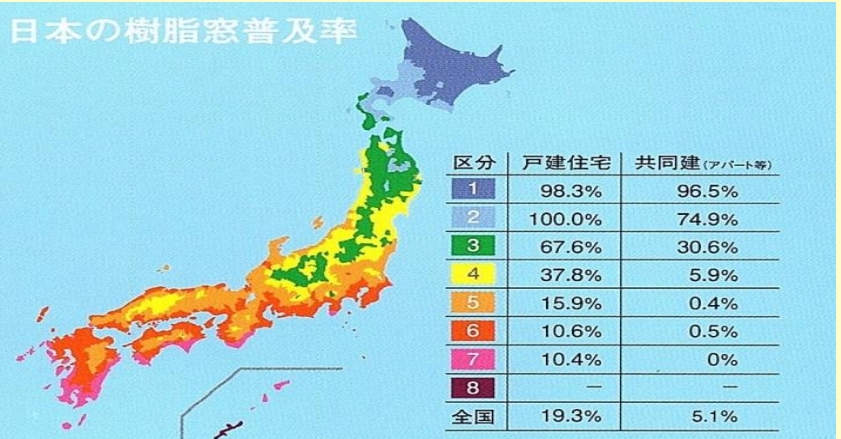 日本の樹脂窓普及率
区分 戸建住宅 共同建(アパート等)
1 98.3% 96.5%
2 100.0% 74.9%
3 67.6% 30.6%
4 37.8% 5.9%
5 15.9% 0.4%
6 10.6% 0.5%
7 10.4% 0%
8 — —
全国 19.3% 5.1%